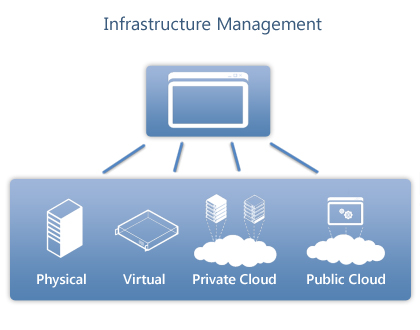 Infrastructure Management
Physical
Virtual
Private Cloud
Public Cloud